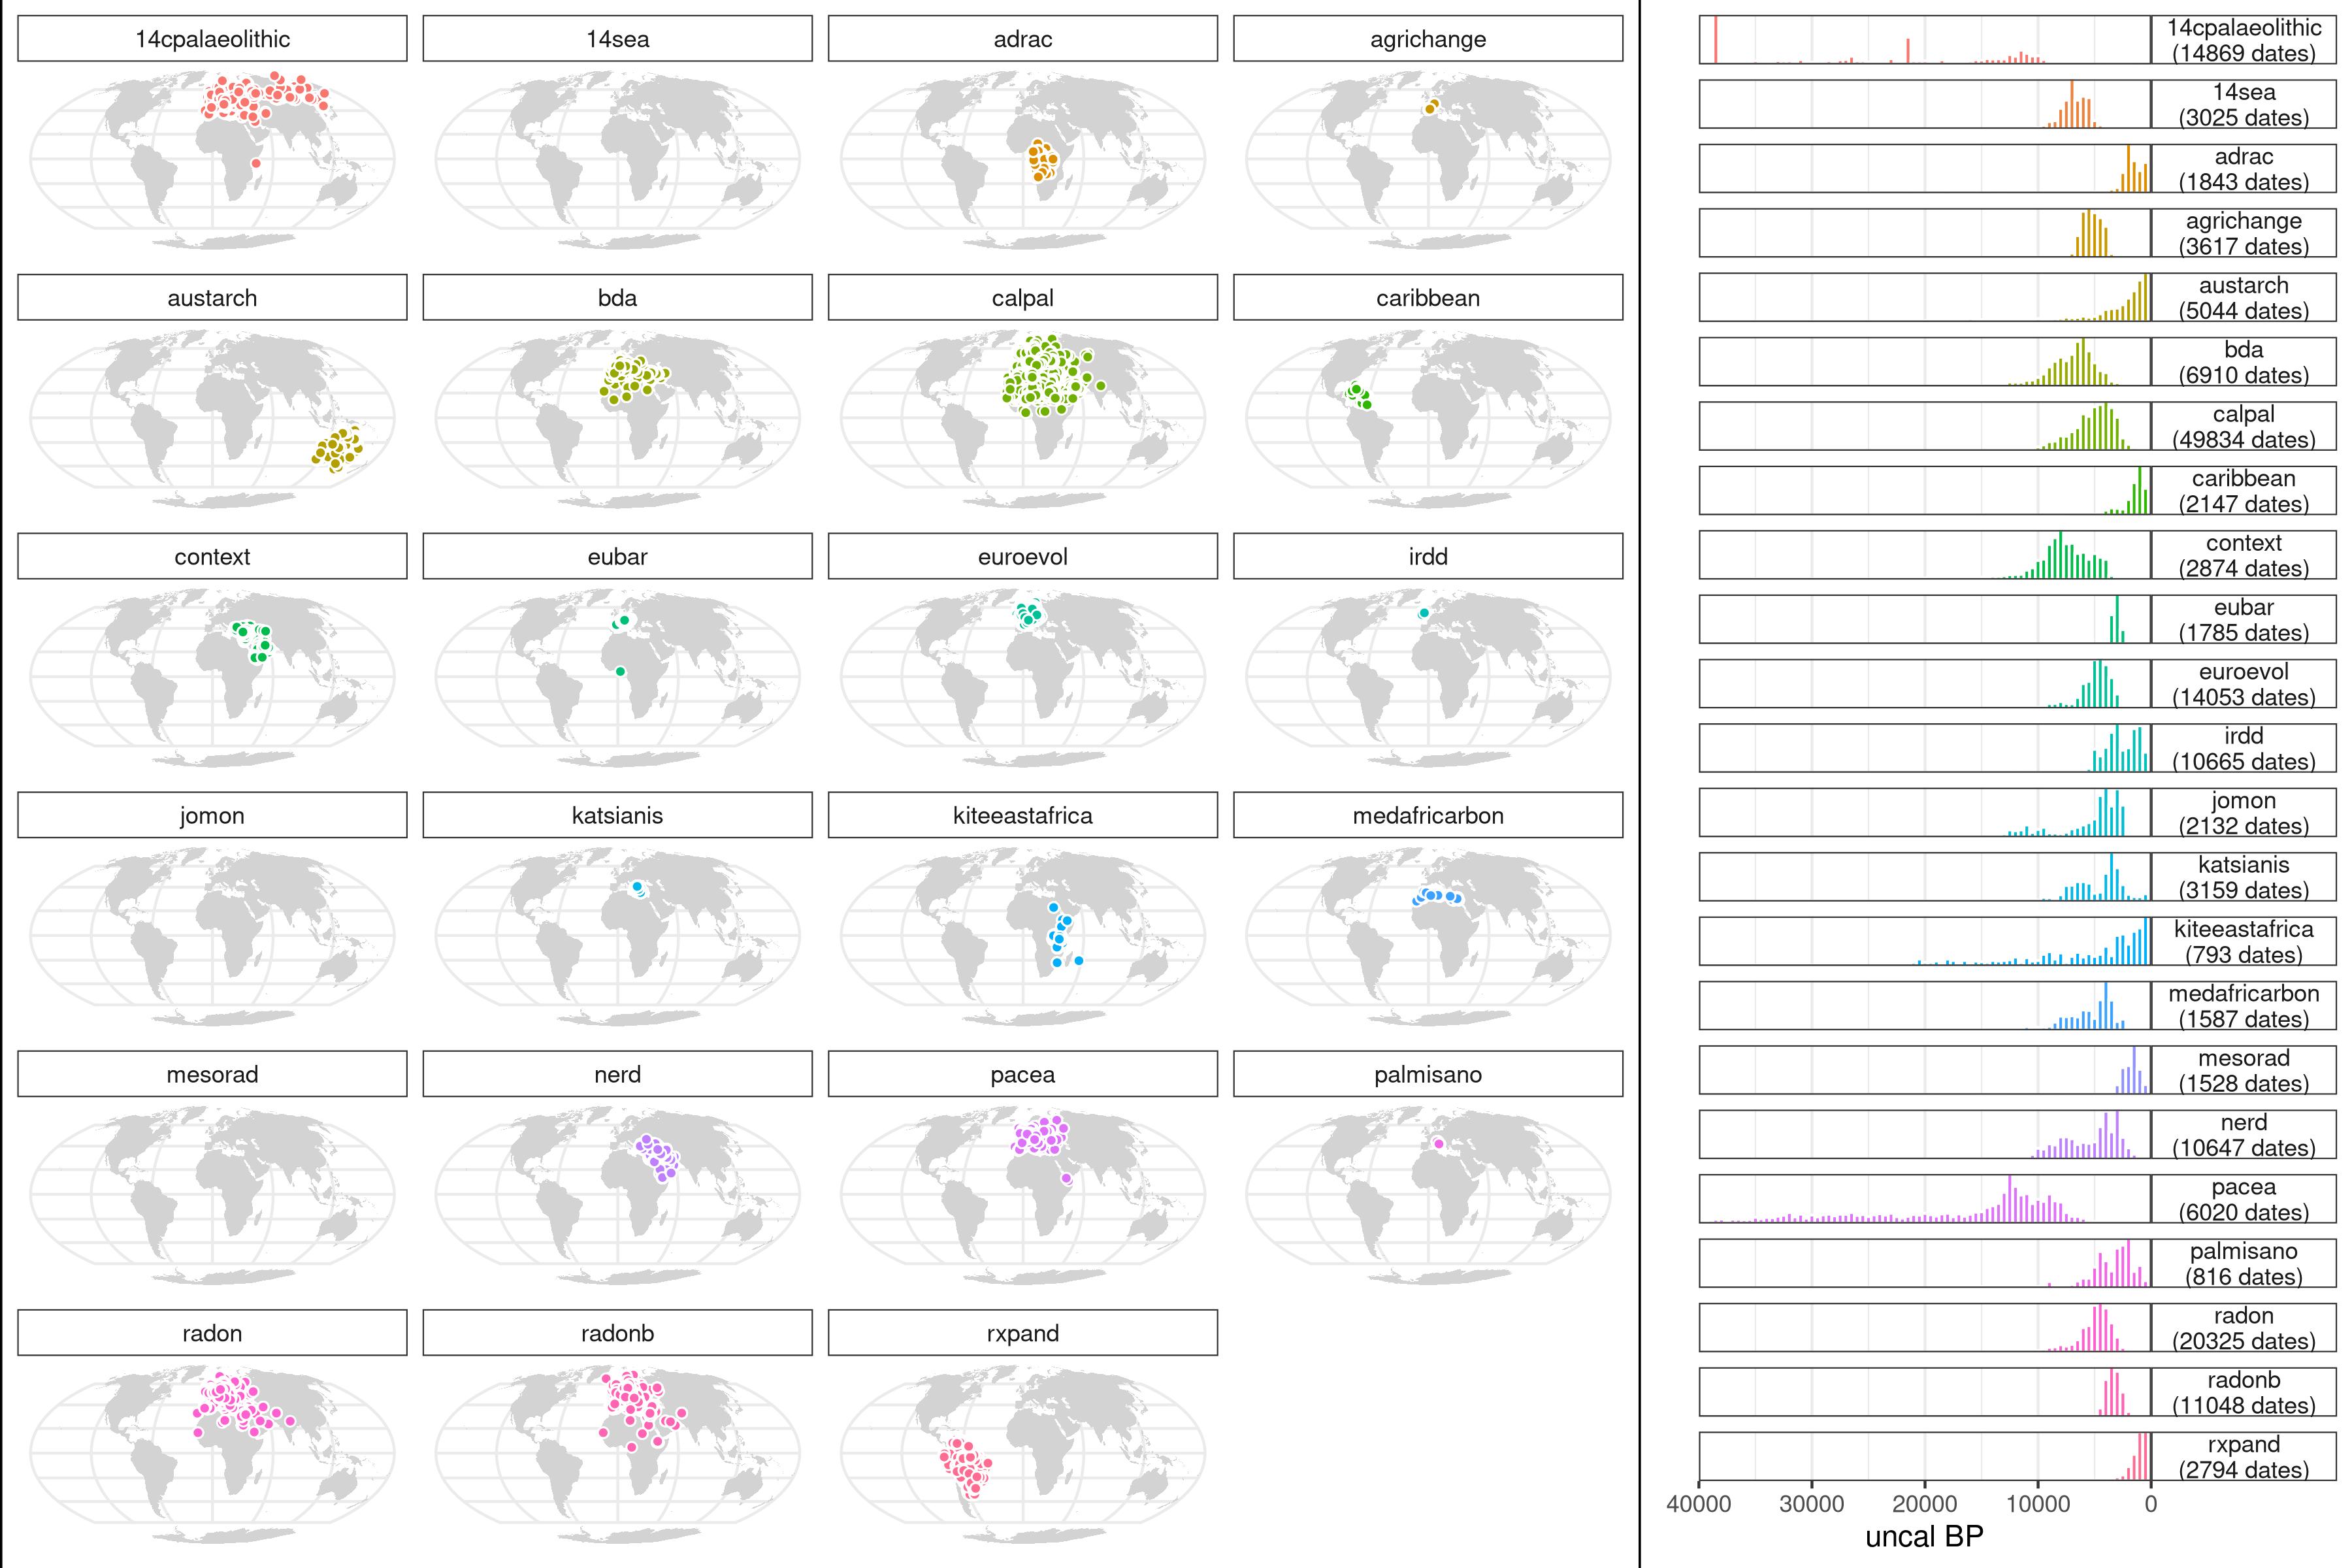 14cpalaeolithic
14sea
adrac
agrichange
austarch
bda
calpal
caribbean
context
eubar
euroevol
irdd
jomon
katsianis
kiteeastafrica
medafricarbon
mesorad
nerd
pacea
palmisano
radon
radonb
rxpand
14cpalaeolithic
(14869 dates)
14sea
(3025 dates)
adrac
(1843 dates)
agrichange
(3617 dates)
austarch
(5044 dates)
bda
(6910 dates)
calpal
(49834 dates)
caribbean
(2147 dates)
context
(2874 dates)
eubar
(1785 dates)
euroevol
(14053 dates)
irdd
(10665 dates)
jomon
(2132 dates)
katsianis
(3159 dates)
kiteeastafrica
(793 dates)
medafricarbon
(1587 dates)
mesorad
(1528 dates)
nerd
(10647 dates)
pacea
(6020 dates)
palmisano
(816 dates)
radon
(20325 dates)
radonb
(11048 dates)
rxpand
(2794 dates)
40000 30000 20000 10000 0
uncal BP